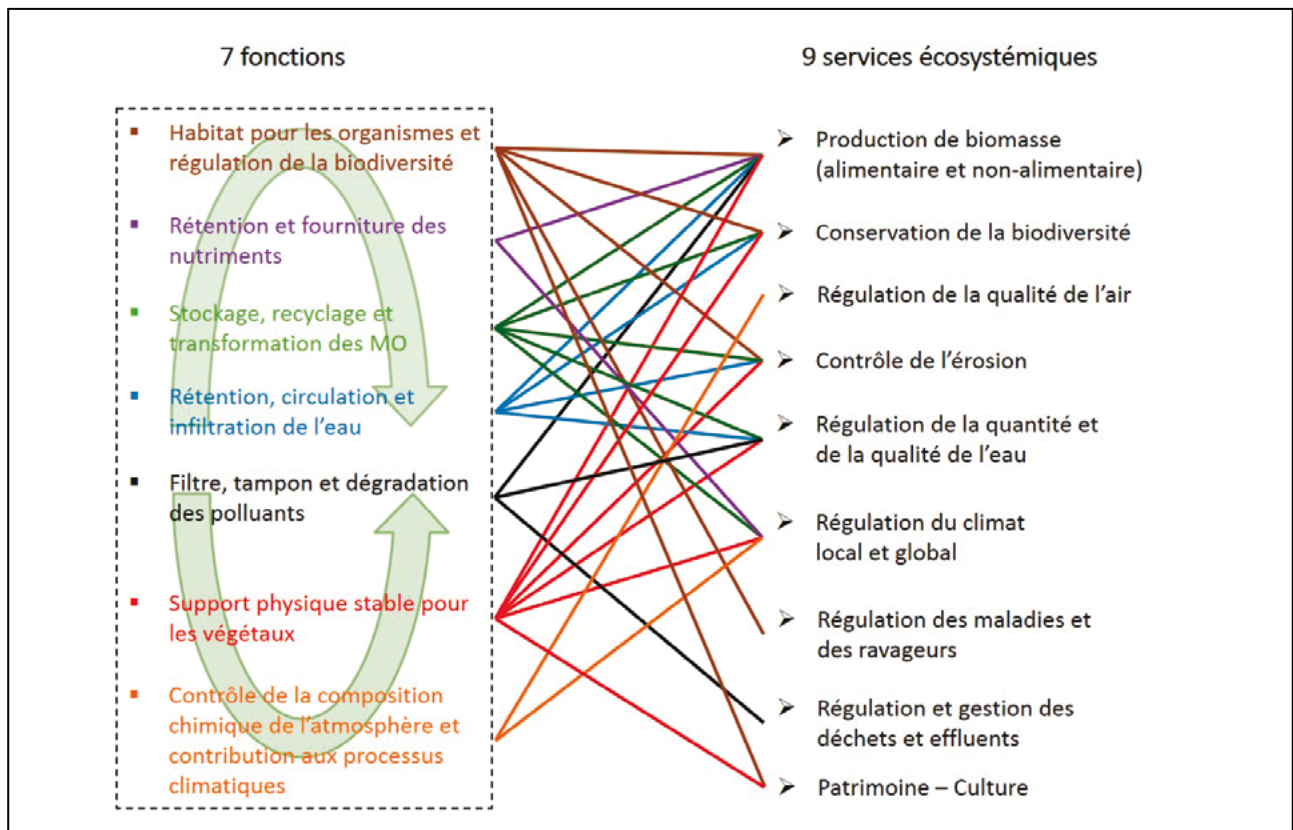 7 fonctions
9 services écosystémiques
Habitat pour les organismes et
régulation de la biodiversité
Rétention et fourniture des
nutriments
Stockage, recyclage et
transformation des MO
Rétention, circulation et
infiltration de l'eau
Filtre, tampon et dégradation
des polluants
Support physique stable pour
les végétaux
Contrôle de la composition
chimique de l'atmosphère et
contribution aux processus
climatiques
Production de biomasse
(alimentaire et non-alimentaire)
Conservation de la biodiversité
Régulation de la qualité de l'air
Contrôle de l'érosion
Régulation de la quantité et
de la qualité de l'eau
Régulation du climat
local et global
Régulation des maladies et
des ravageurs
Régulation et gestion des
déchets et effluents
Patrimoine – Culture